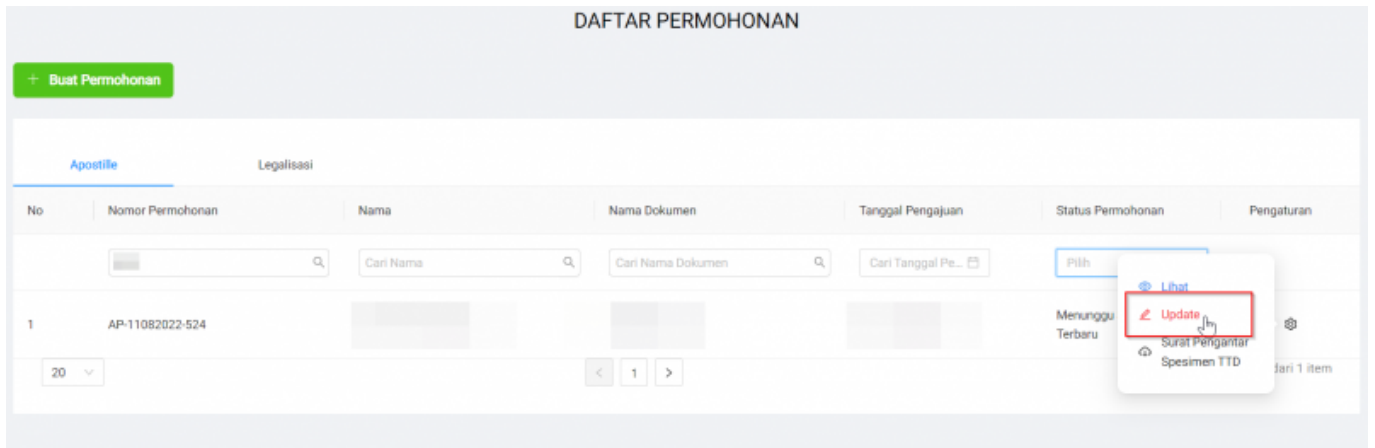 DAFTAR PERMOHONAN
+ Buat Permohonan
Apostille Legalisasi
No Nomor Permohonan Nama Nama Dokumen Tanggal Pengajuan Status Permohonan Pengaturan
Cari Nama Cari Nama Dokumen Cari Tanggal Pe... Pilih
Lihat
1 AP-11082022-524 Menunggu
Terbaru
Update
Surat Pengantar
Spesimen TTD
20 < 1 > dari 1 item